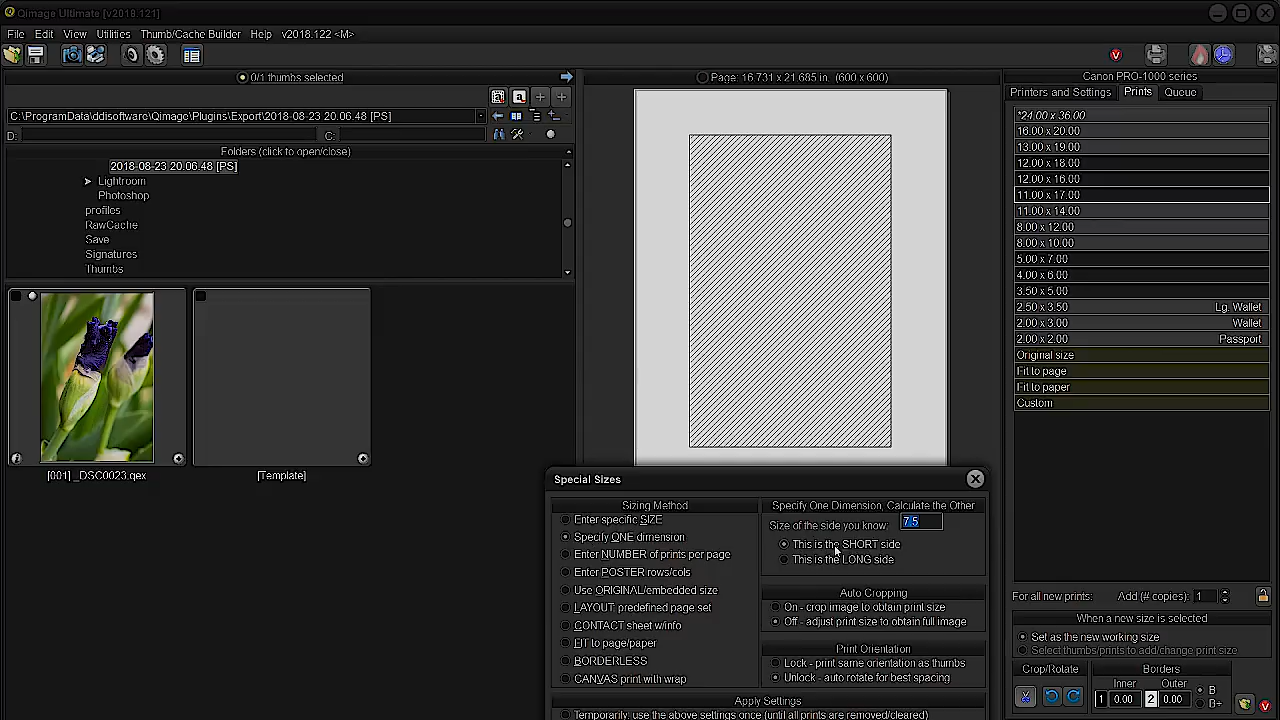 Qimage Ultimate [v2018.121]
File Edit View Utilities Thumb/Cache Builder Help v2018.122 <M>
0/1 thumbs selected
Page: 16.731 x 21.685 in. (600 x 600)
Canon PRO-1000 series
Printers and Settings Prints Queue
C:\ProgramData\ddisoftware\Qimage\Plugins\Export\2018-08-23 20.06.48 [PS]
D: C:
Folders (click to open/close)
2018-08-23 20.06.48 [PS]
Lightroom
Photoshop
profiles
RawCache
Save
Signatures
Thumbs
[001] _DSC0023.qex
[Template]
*24.00 x 36.00
16.00 x 20.00
13.00 x 19.00
12.00 x 18.00
12.00 x 16.00
11.00 x 17.00
11.00 x 14.00
8.00 x 12.00
8.00 x 10.00
5.00 x 7.00
4.00 x 6.00
3.50 x 5.00
2.50 x 3.50 Lg. Wallet
2.00 x 3.00 Wallet
2.00 x 2.00 Passport
Original size
Fit to page
Fit to paper
Custom
Special Sizes
Sizing Method
Enter specific SIZE
Specify ONE dimension
Enter NUMBER of prints per page
Enter POSTER rows/cols
Use ORIGINAL/embedded size
LAYOUT: predefined page set
CONTACT sheet w/info
FIT to page/paper
BORDERLESS
CANVAS print with wrap
Specify One Dimension, Calculate the Other
Size of the side you know: 7.5
This is the SHORT side
This is the LONG side
Auto Cropping
On - crop image to obtain print size
Off - adjust print size to obtain full image
Print Orientation
Lock - print same orientation as thumbs
Unlock - auto rotate for best spacing
Apply Settings
Temporarily: use the above settings once (until all prints are removed/cleared)
For all new prints: Add (# copies): 1
When a new size is selected
Set as the new working size
Select thumbs/prints to add/change print size
Crop/Rotate Borders
Inner Outer
1 0.00 2 0.00 B
B+